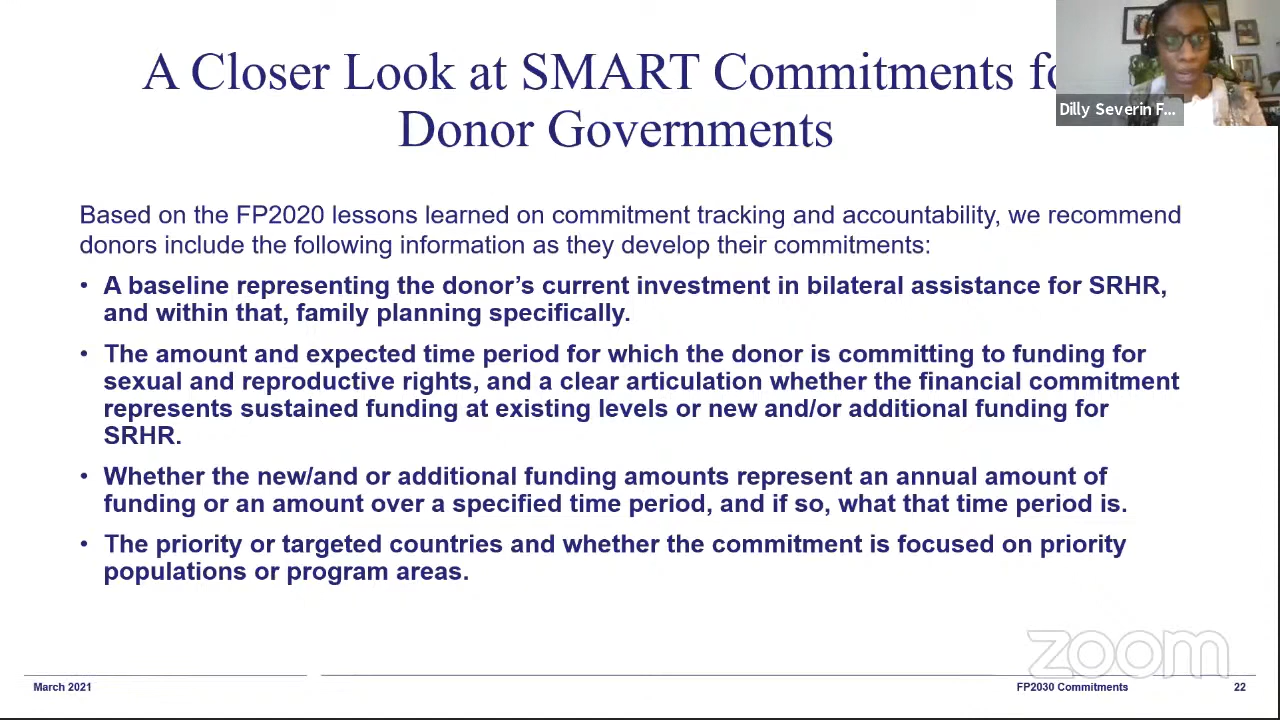 A Closer Look at SMART Commitments fo
Donor Governments
Dilly Severin F...
Based on the FP2020 lessons learned on commitment tracking and accountability, we recommend
donors include the following information as they develop their commitments:
• A baseline representing the donor's current investment in bilateral assistance for SRHR,
and within that, family planning specifically.
• The amount and expected time period for which the donor is committing to funding for
sexual and reproductive rights, and a clear articulation whether the financial commitment
represents sustained funding at existing levels or new and/or additional funding for
SRHR.
• Whether the new/and or additional funding amounts represent an annual amount of
funding or an amount over a specified time period, and if so, what that time period is.
• The priority or targeted countries and whether the commitment is focused on priority
populations or program areas.
zoom
March 2021
FP2030 Commitments
22